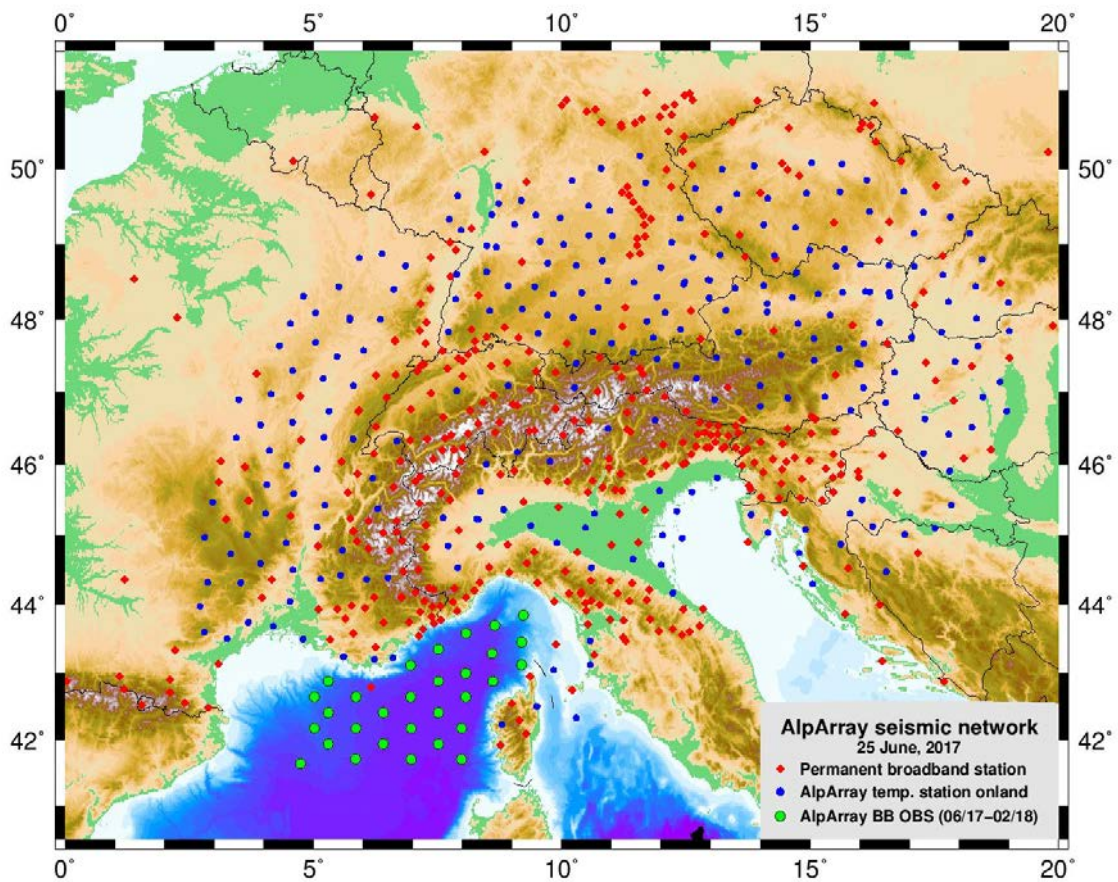 0° 5° 10° 15° 20°
50° 50°
48° 48°
46° 46°
44° 44°
42° 42°
AlpArray seismic network
25 June, 2017
Permanent broadband station
AlpArray temp. station onland
AlpArray BB OBS (06/17–02/18)
0° 5° 10° 15° 20°